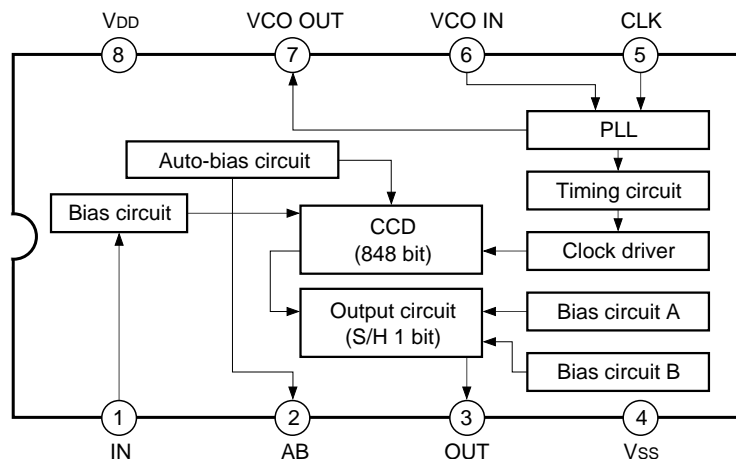 VDD
VCO OUT
VCO IN
CLK
8
7
6
5
PLL
Auto-bias circuit
Timing circuit
Bias circuit
CCD
(848 bit)
Clock driver
Output circuit
(S/H 1 bit)
Bias circuit A
Bias circuit B
1
2
3
4
IN
AB
OUT
VSS